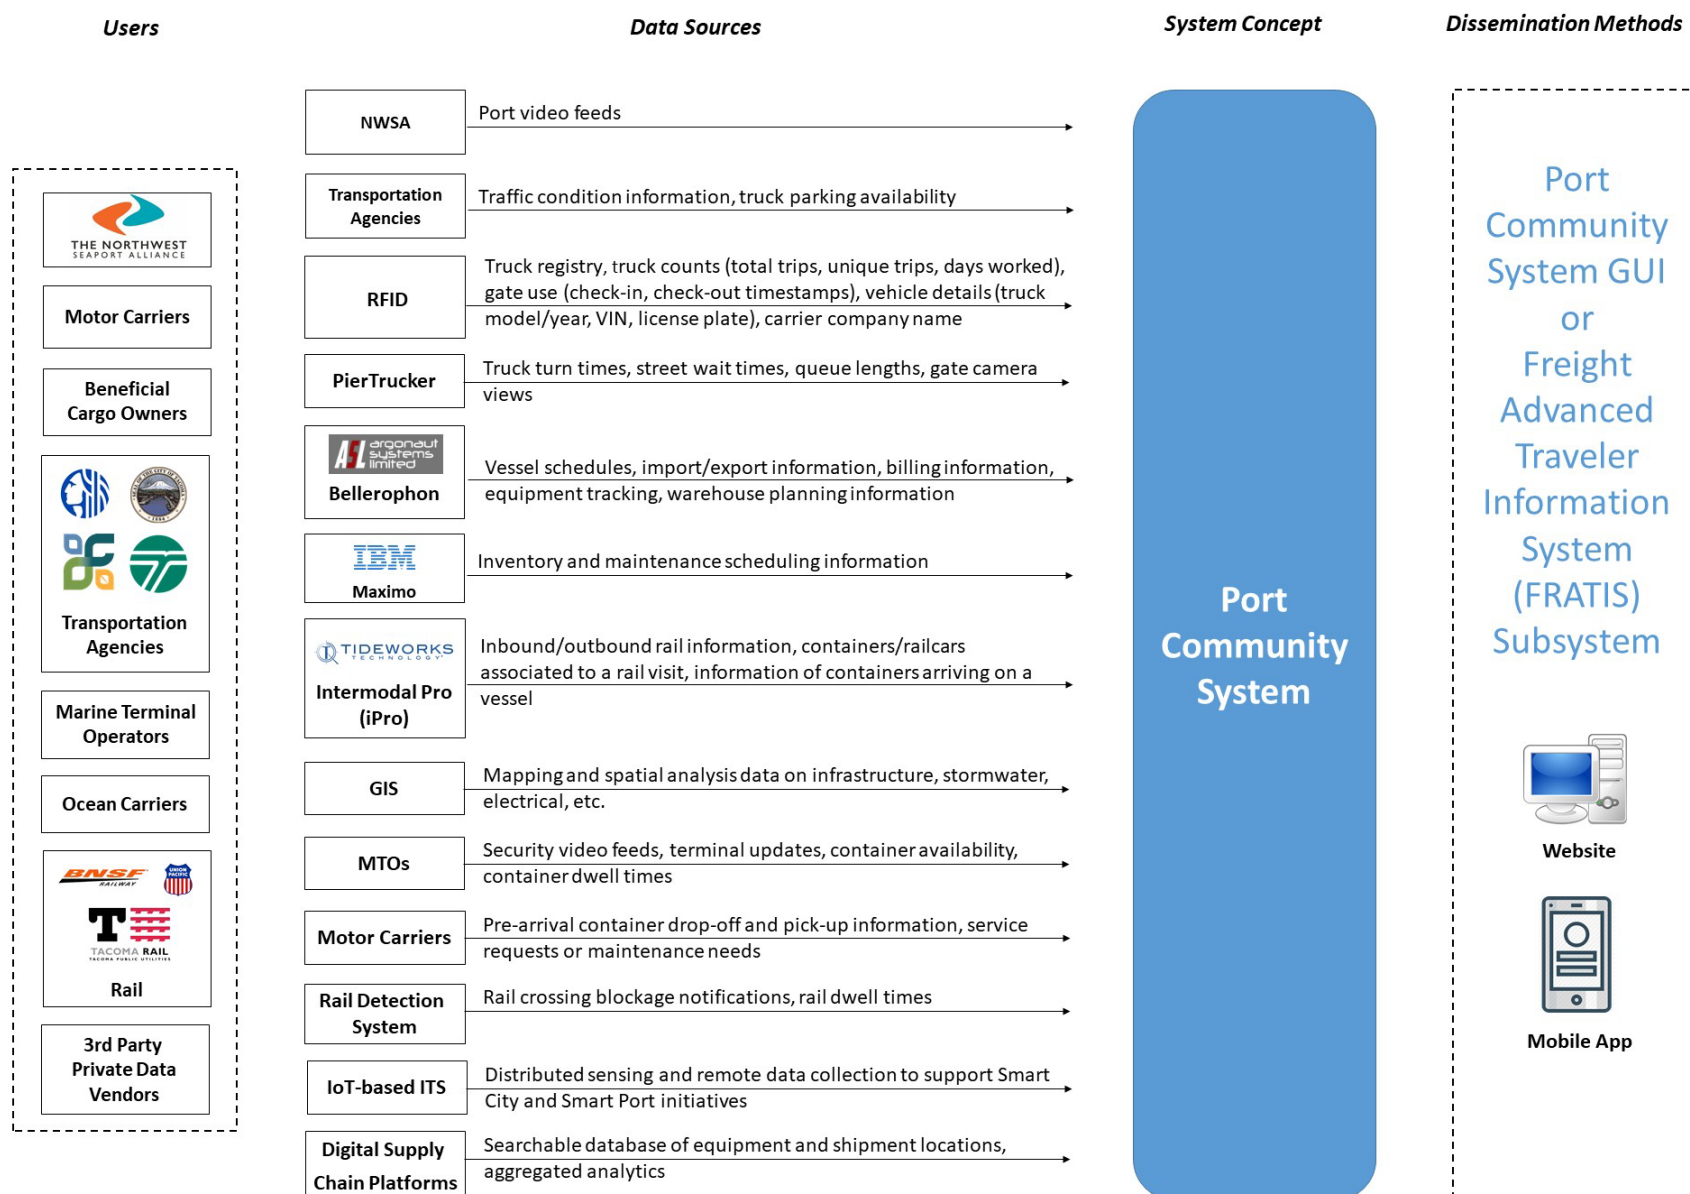 Users
Data Sources
System Concept
Dissemination Methods
THE NORTHWEST
SEAPORT ALLIANCE
Motor Carriers
Beneficial
Cargo Owners
Transportation
Agencies
Marine Terminal
Operators
Ocean Carriers
BNSF
RAILWAY
UNION
PACIFIC
TACOMA RAIL
TACOMA PUBLIC UTILITIES
Rail
3rd Party
Private Data
Vendors
NWSA
Port video feeds
Transportation
Agencies
Traffic condition information, truck parking availability
RFID
Truck registry, truck counts (total trips, unique trips, days worked),
gate use (check-in, check-out timestamps), vehicle details (truck
model/year, VIN, license plate), carrier company name
PierTrucker
Truck turn times, street wait times, queue lengths, gate camera
views
ASL argonaut
systems
limited
Bellerophon
Vessel schedules, import/export information, billing information,
equipment tracking, warehouse planning information
IBM
Maximo
Inventory and maintenance scheduling information
TIDEWORKS
TECHNOLOGY
Intermodal Pro
(iPro)
Inbound/outbound rail information, containers/railcars
associated to a rail visit, information of containers arriving on a
vessel
GIS
Mapping and spatial analysis data on infrastructure, stormwater,
electrical, etc.
MTOs
Security video feeds, terminal updates, container availability,
container dwell times
Motor Carriers
Pre-arrival container drop-off and pick-up information, service
requests or maintenance needs
Rail Detection
System
Rail crossing blockage notifications, rail dwell times
IoT-based ITS
Distributed sensing and remote data collection to support Smart
City and Smart Port initiatives
Digital Supply
Chain Platforms
Searchable database of equipment and shipment locations,
aggregated analytics
Port
Community
System
Port
Community
System GUI
or
Freight
Advanced
Traveler
Information
System
(FRATIS)
Subsystem
Website
Mobile App